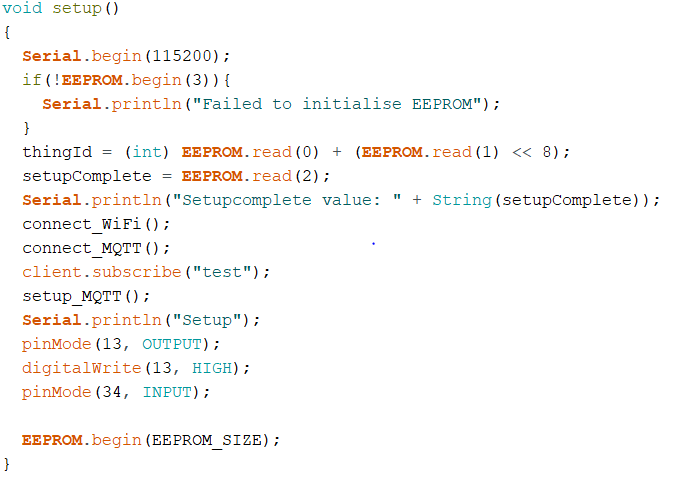 void setup()
{
  Serial.begin(115200);
  if(!EEPROM.begin(3)){
    Serial.println("Failed to initialise EEPROM");
  }
  thingId = (int) EEPROM.read(0) + (EEPROM.read(1) << 8);
  setupComplete = EEPROM.read(2);
  Serial.println("Setupcomplete value: " + String(setupComplete));
  connect_WiFi();
  connect_MQTT();
  client.subscribe("test");
  setup_MQTT();
  Serial.println("Setup");
  pinMode(13, OUTPUT);
  digitalWrite(13, HIGH);
  pinMode(34, INPUT);

  EEPROM.begin(EEPROM_SIZE);
}